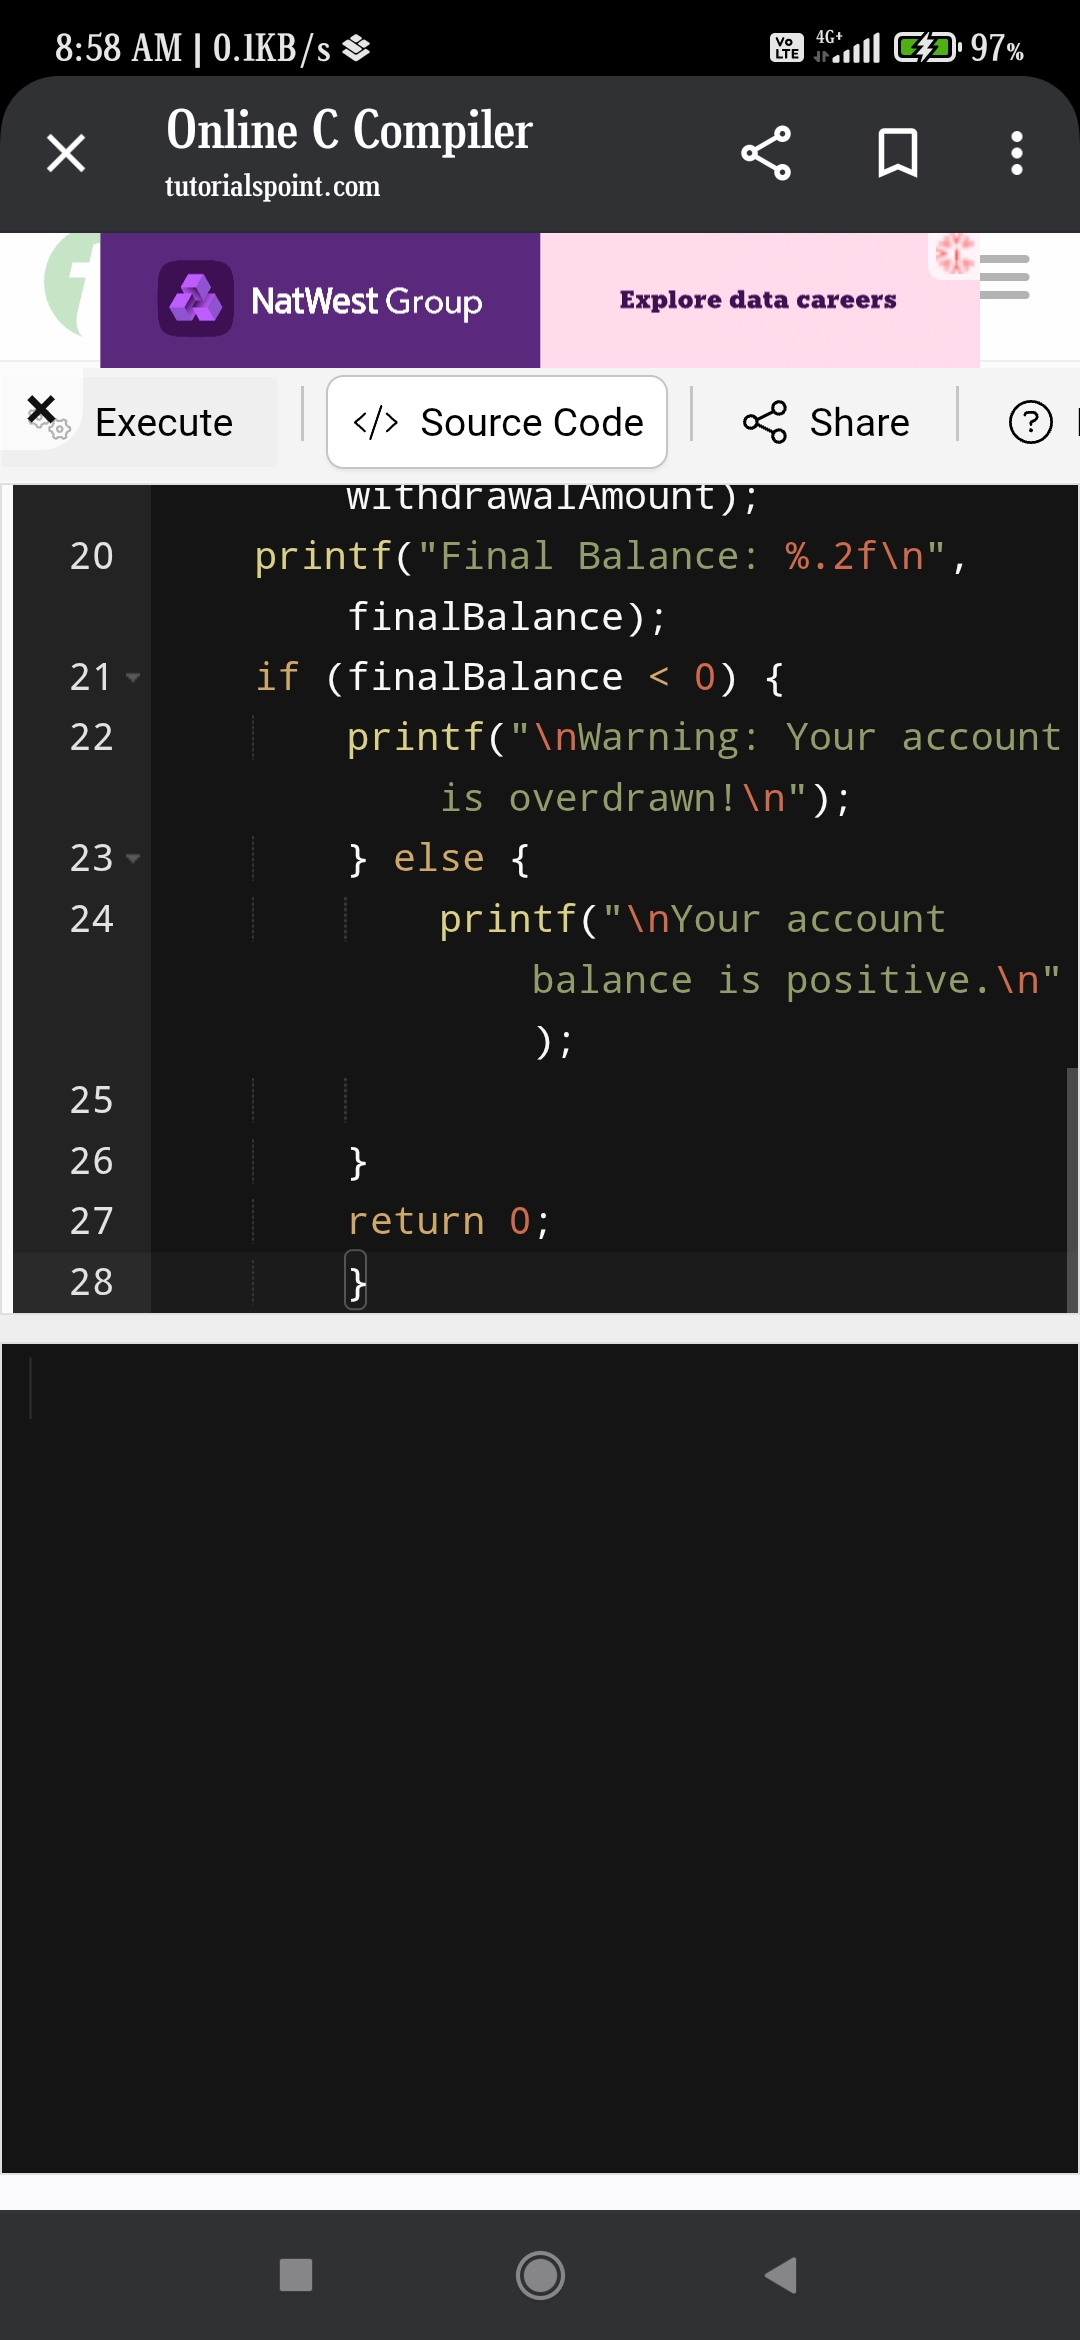 8:58 AM | 0.1KB/s
Vo LTE 4G+ 97%
Online C Compiler
tutorialspoint.com
NatWest Group
Explore data careers
Execute
</> Source Code
Share
withdrawalAmount);
20 printf("Final Balance: %.2f\n",
finalBalance);
21 if (finalBalance < 0) {
22 printf("\nWarning: Your account
is overdrawn!\n");
23 } else {
24 printf("\nYour account
balance is positive.\n"
);
25
26 }
27 return 0;
28 }